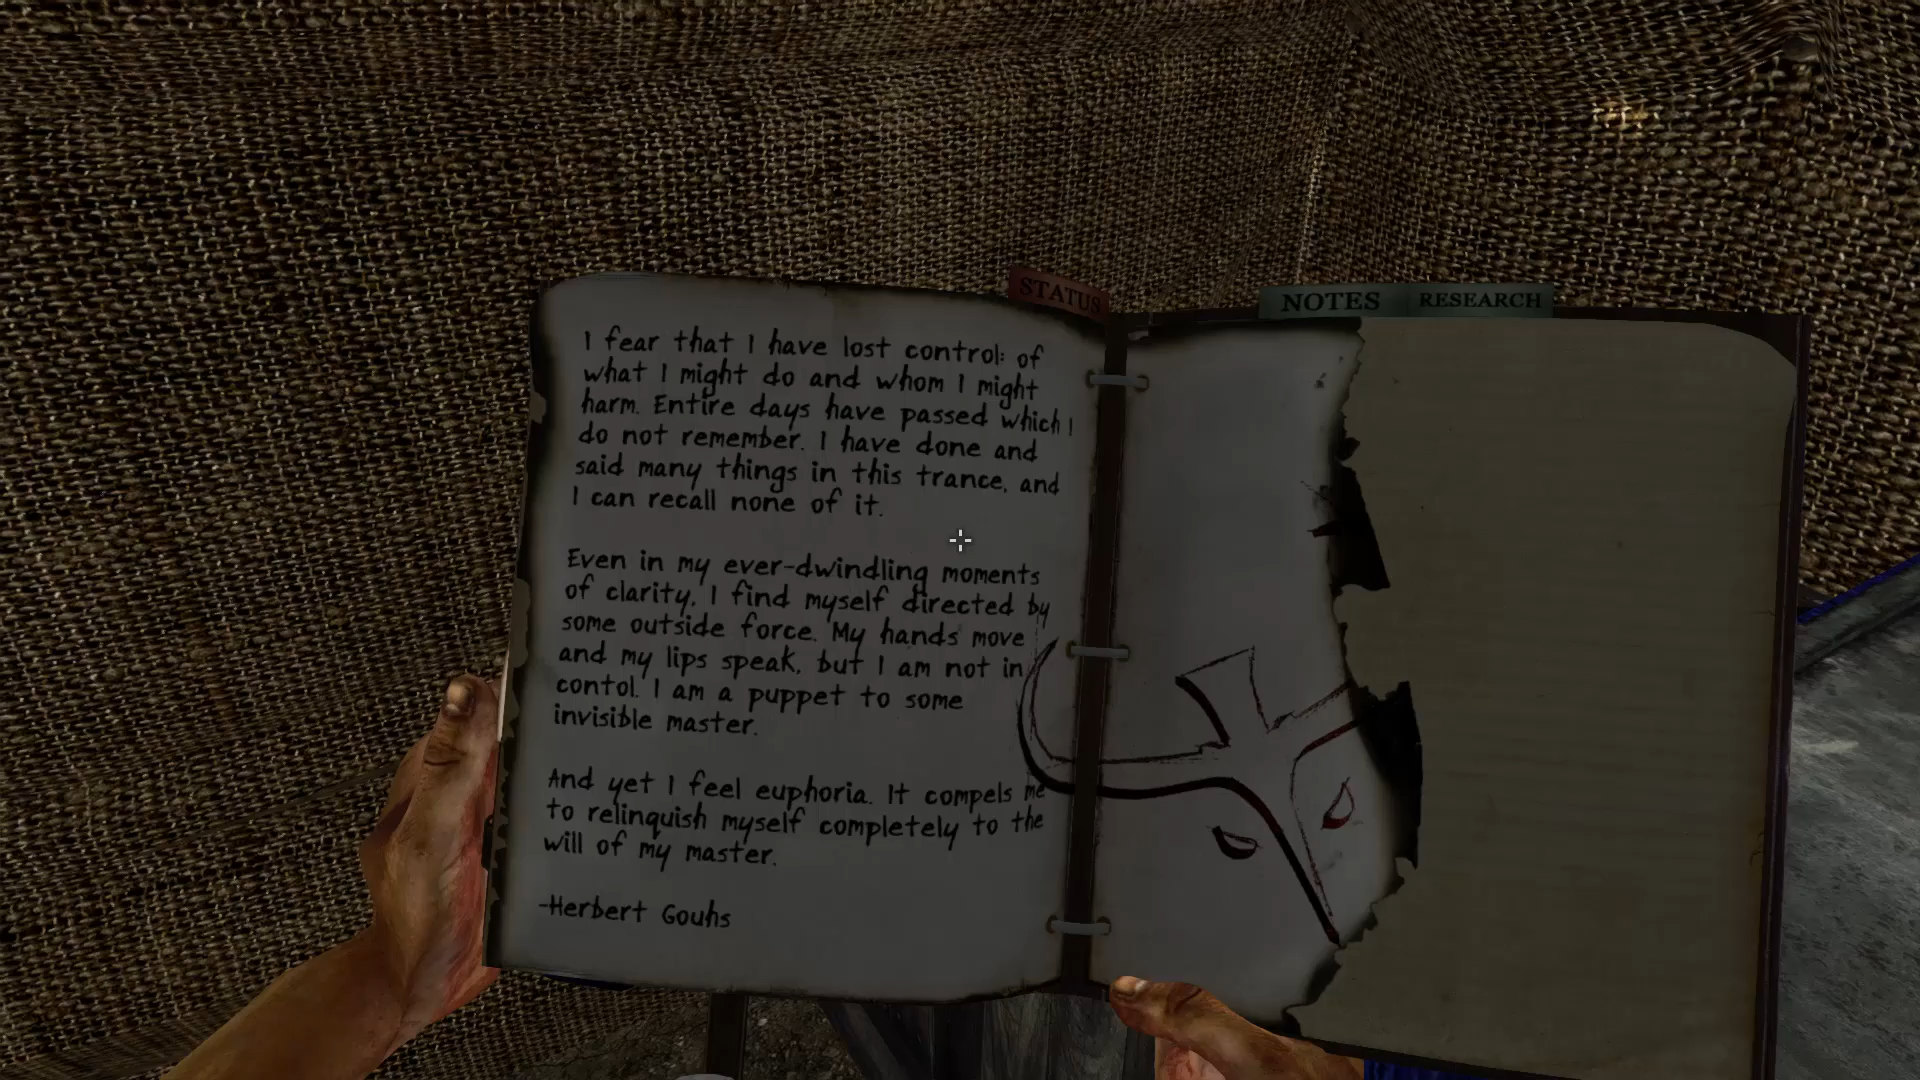 STATUS
NOTES
RESEARCH
I fear that I have lost control: of
what I might do and whom I might
harm. Entire days have passed which I
do not remember. I have done and
said many things in this trance, and
I can recall none of it.
Even in my ever-dwindling moments
of clarity, I find myself directed by
some outside force. My hands move
and my lips speak, but I am not in
contol. I am a puppet to some
invisible master.
And yet I feel euphoria. It compels me
to relinquish myself completely to the
will of my master.
-Herbert Gouhs